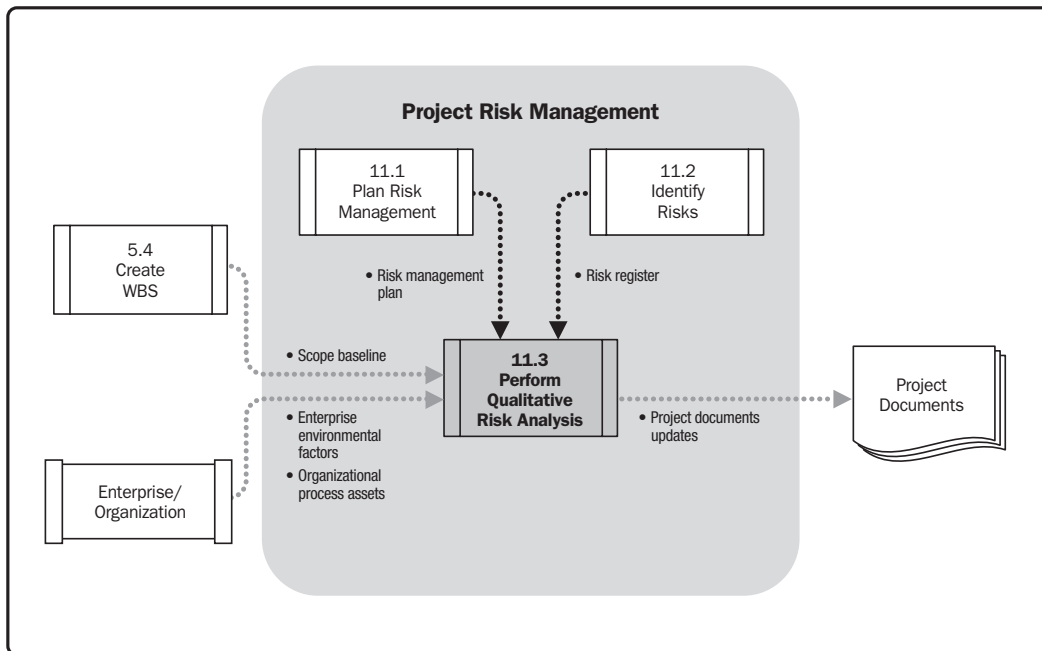 Project Risk Management
11.1
Plan Risk
Management
11.2
Identify
Risks
5.4
Create
WBS
• Risk management
plan
• Risk register
• Scope baseline
11.3
Perform
Qualitative
Risk Analysis
Project
Documents
• Enterprise
environmental
factors
• Organizational
process assets
• Project documents
updates
Enterprise/
Organization